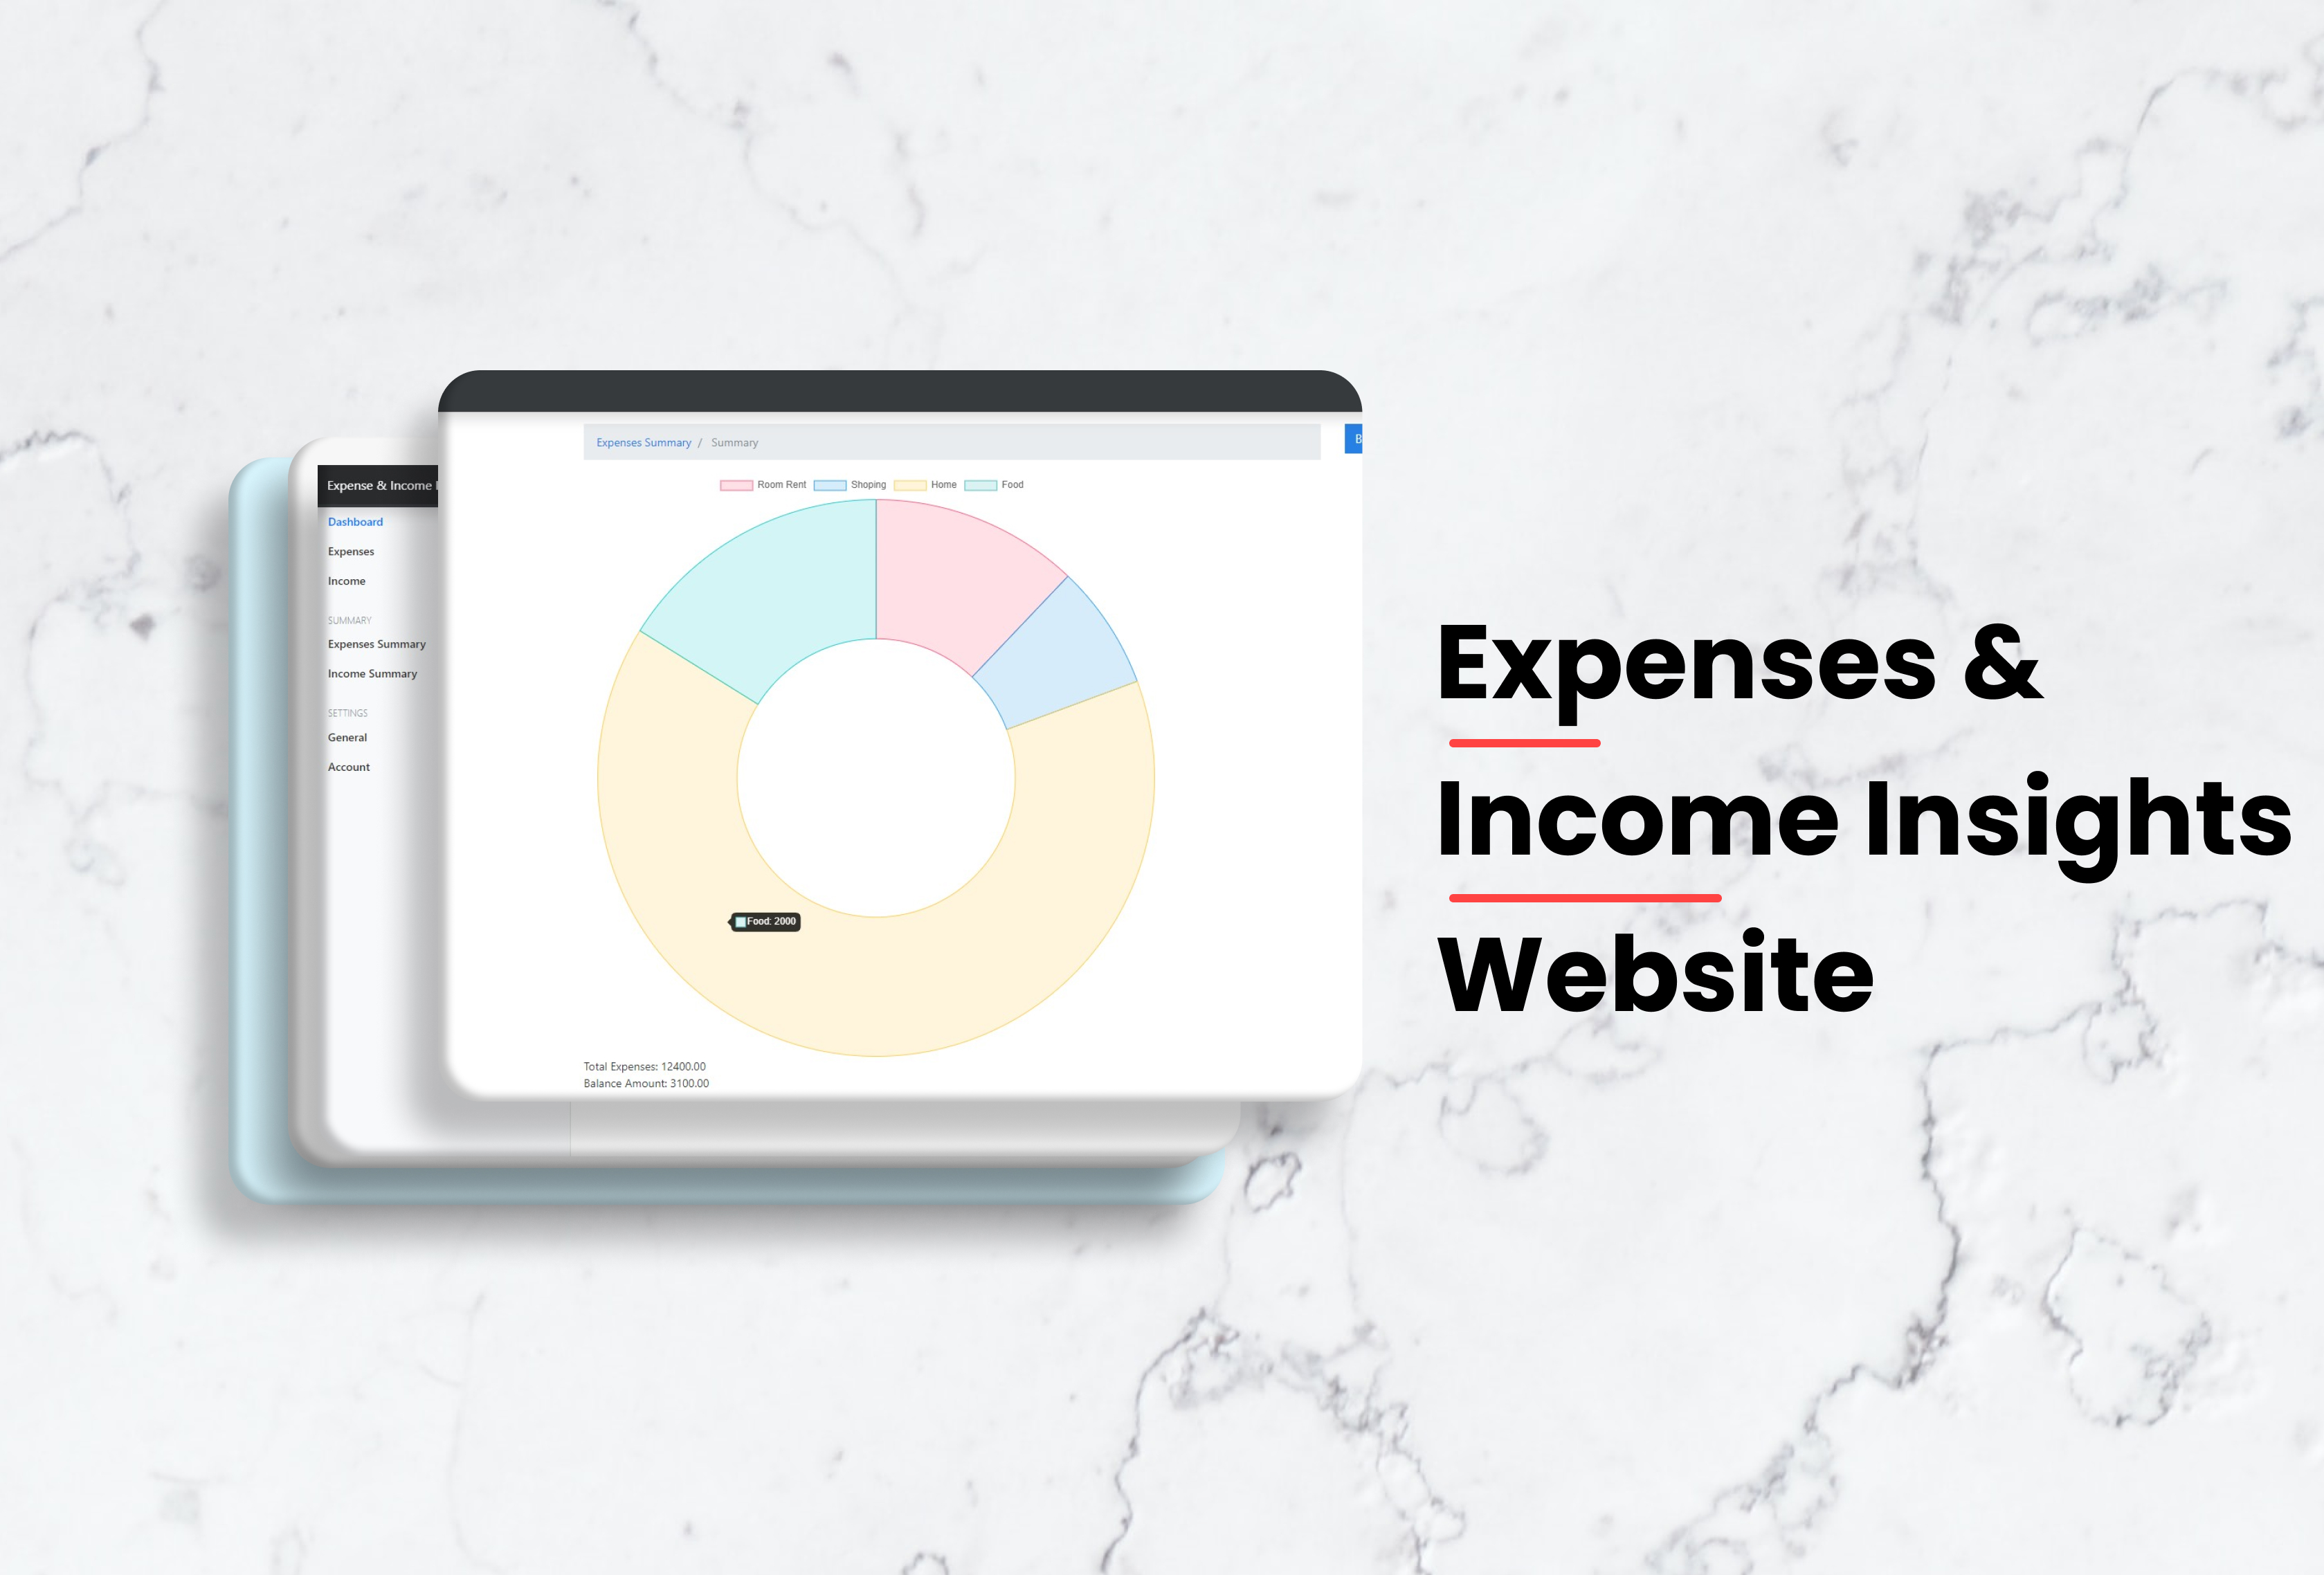 Expense & Income
Dashboard
Expenses
Income
SUMMARY
Expenses Summary
Income Summary
SETTINGS
General
Account
Expenses Summary / Summary
Room Rent Shoping Home Food
Food: 2000
Total Expenses: 12400.00
Balance Amount: 3100.00
Expenses &
Income Insights
Website